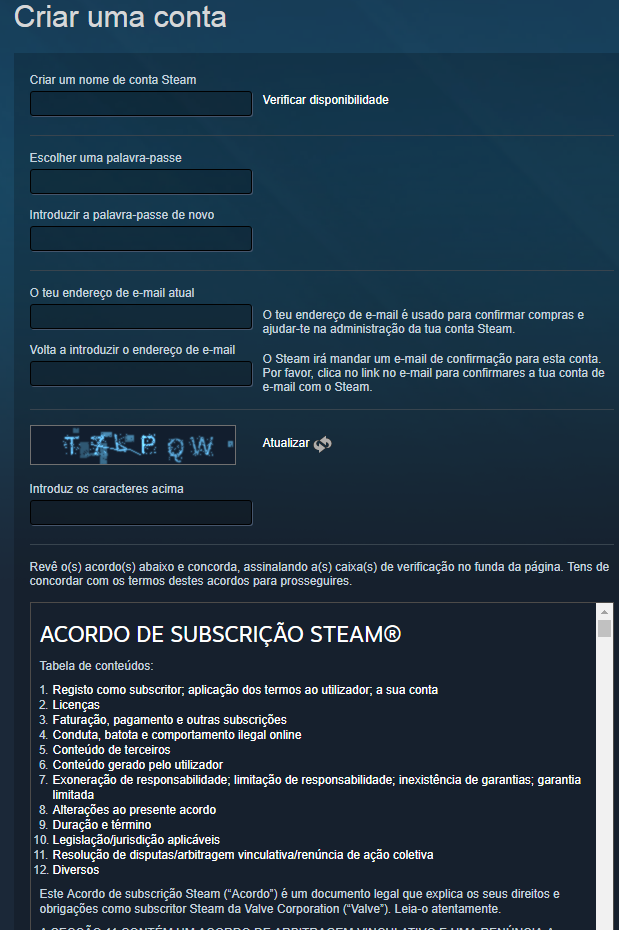 Criar uma conta
Criar um nome de conta Steam
Verificar disponibilidade
Escolher uma palavra-passe
Introduzir a palavra-passe de novo
O teu endereço de e-mail atual
O teu endereço de e-mail é usado para confirmar compras e
ajudar-te na administração da tua conta Steam.
Volta a introduzir o endereço de e-mail
O Steam irá mandar um e-mail de confirmação para esta conta.
Por favor, clica no link no e-mail para confirmares a tua conta de
e-mail com o Steam.
Atualizar
Introduz os caracteres acima
Revê o(s) acordo(s) abaixo e concorda, assinalando a(s) caixa(s) de verificação no funda da página. Tens de
concordar com os termos destes acordos para prosseguires.
ACORDO DE SUBSCRIÇÃO STEAM®
Tabela de conteúdos:
1. Registo como subscritor; aplicação dos termos ao utilizador; a sua conta
2. Licenças
3. Faturação, pagamento e outras subscrições
4. Conduta, batota e comportamento ilegal online
5. Conteúdo de terceiros
6. Conteúdo gerado pelo utilizador
7. Exoneração de responsabilidade; limitação de responsabilidade; inexistência de garantias; garantia
limitada
8. Alterações ao presente acordo
9. Duração e término
10. Legislação/jurisdição aplicáveis
11. Resolução de disputas/arbitragem vinculativa/renúncia de ação coletiva
12. Diversos
Este Acordo de subscrição Steam (“Acordo”) é um documento legal que explica os seus direitos e
obrigações como subscritor Steam da Valve Corporation (“Valve”). Leia-o atentamente.